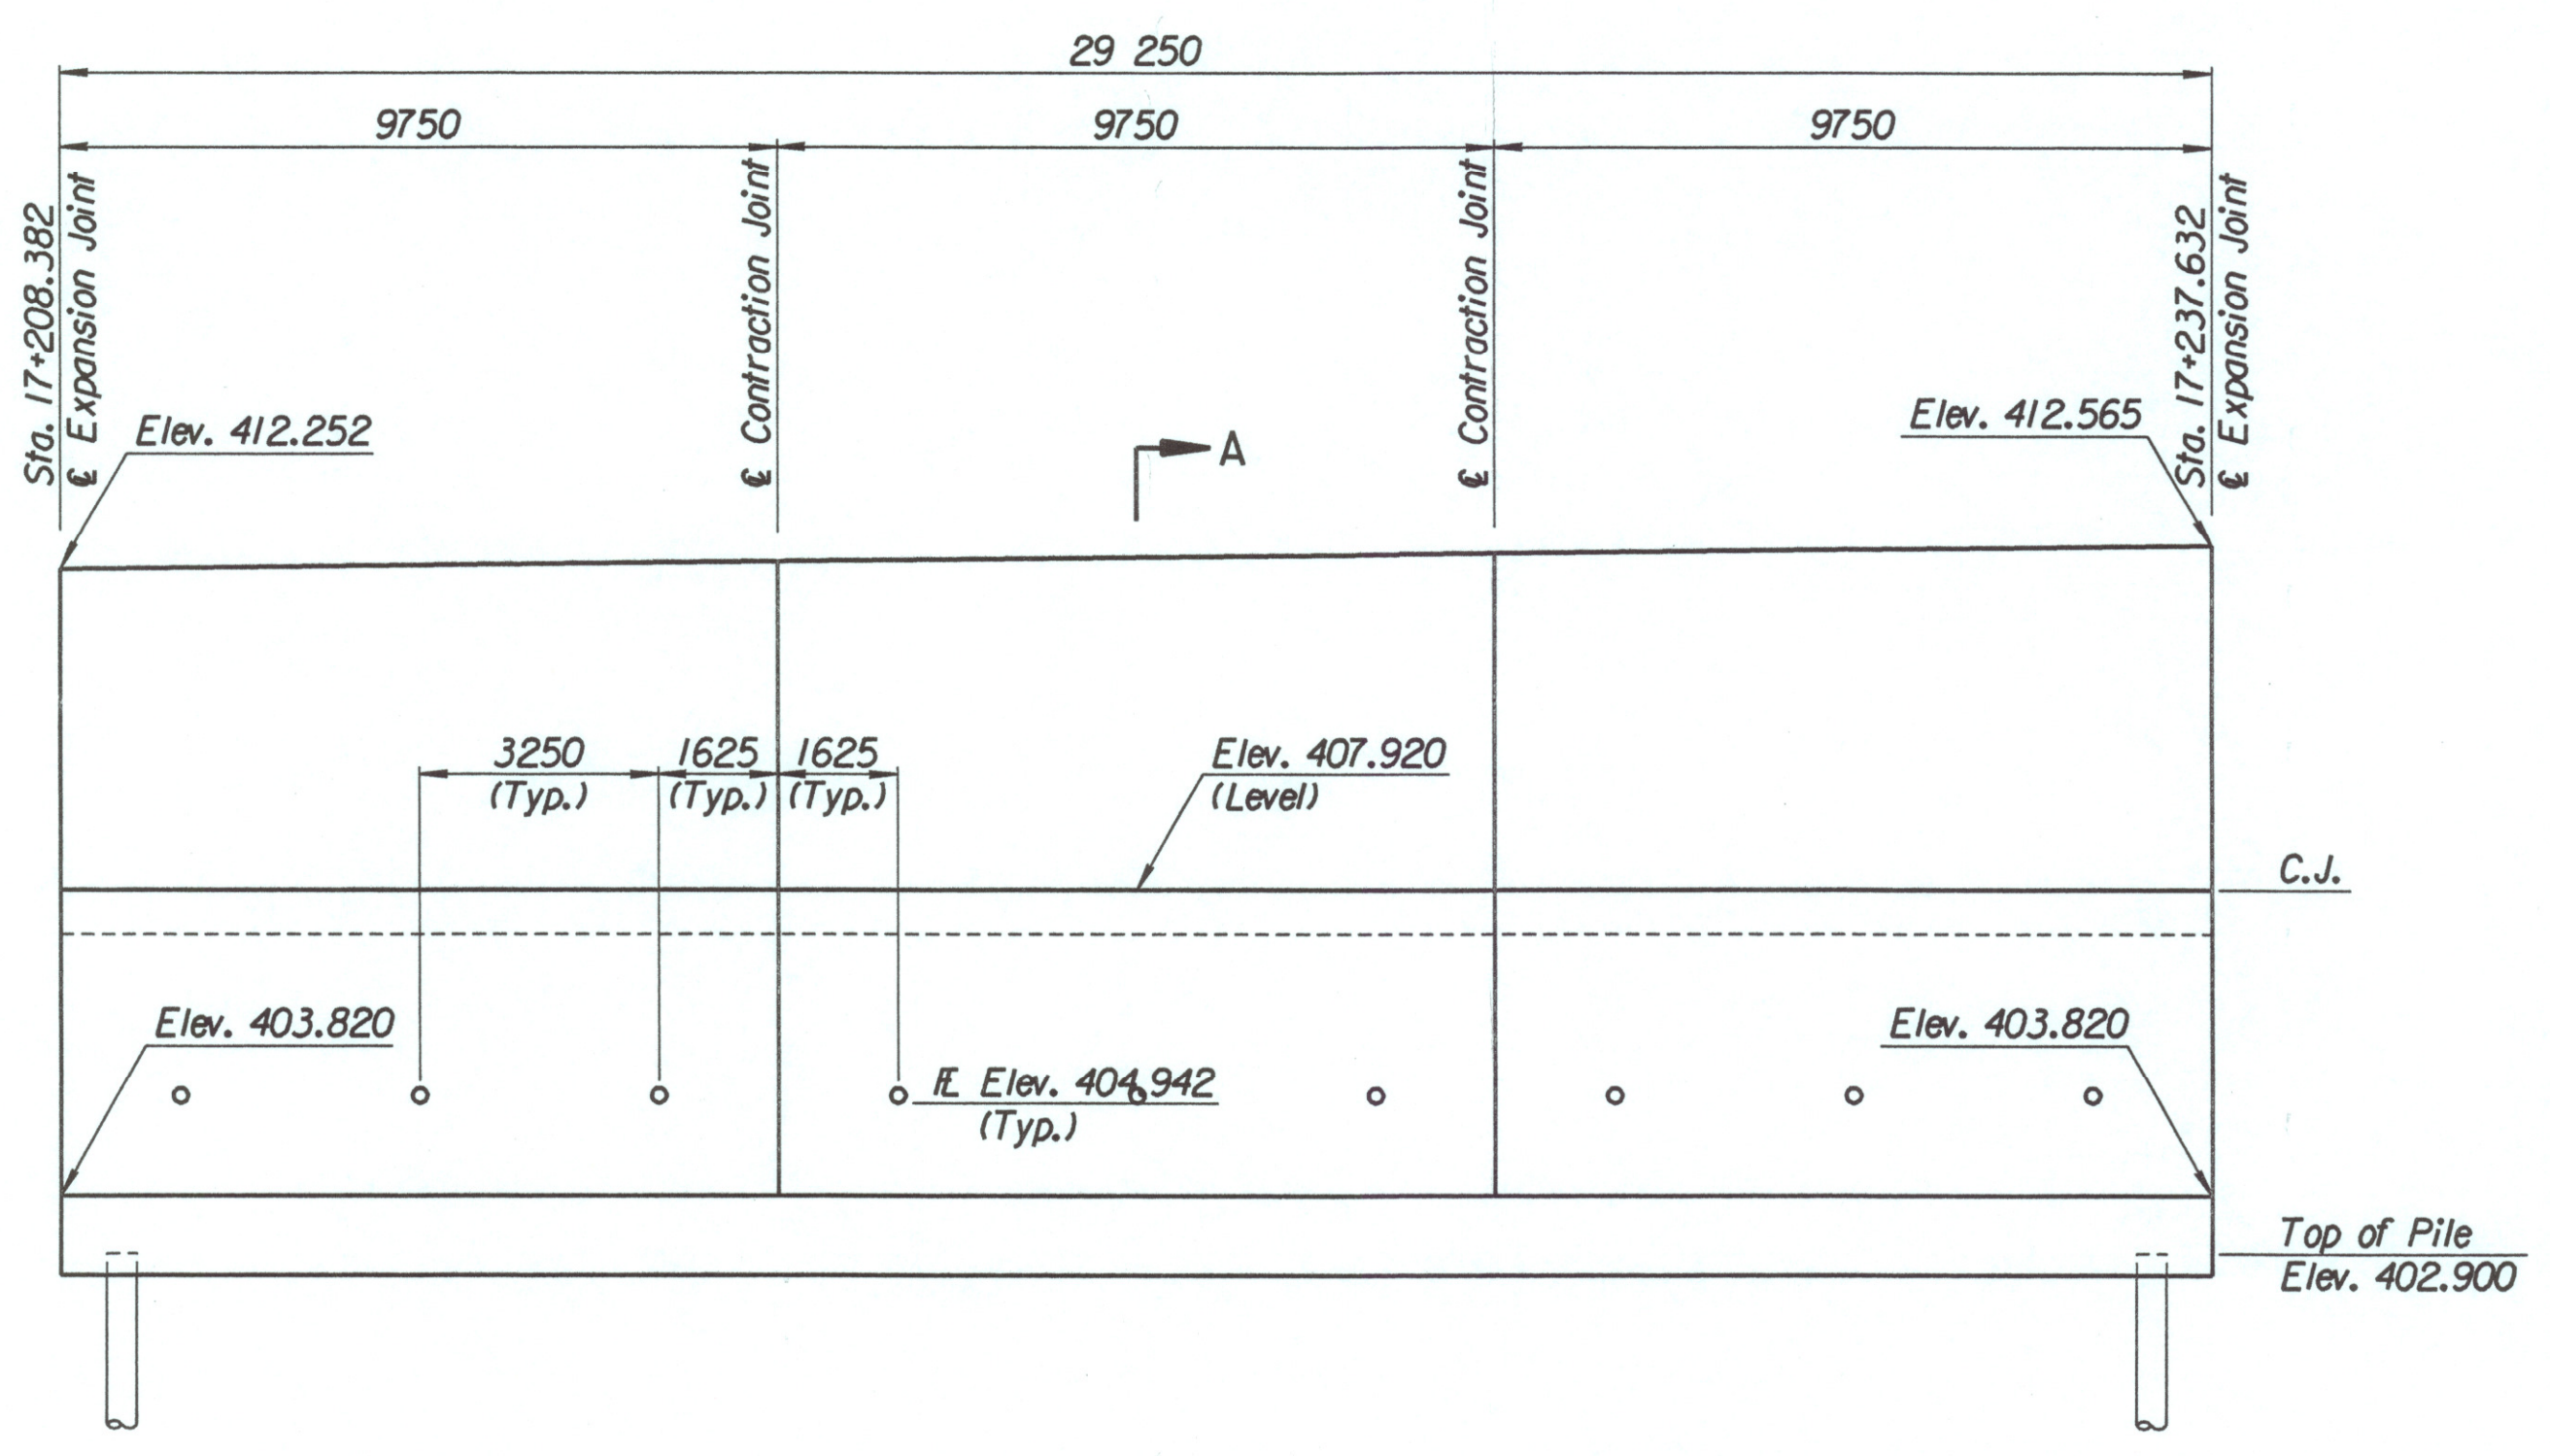 29 250
9750
9750
9750
Sta. 17+208.382
℄ Expansion Joint
℄ Contraction Joint
℄ Contraction Joint
Sta. 17+237.632
℄ Expansion Joint
Elev. 412.252
Elev. 412.565
A
3250
(Typ.)
1625
(Typ.)
1625
(Typ.)
Elev. 407.920
(Level)
C.J.
Elev. 403.820
Elev. 403.820
FE Elev. 404.942
(Typ.)
Top of Pile
Elev. 402.900